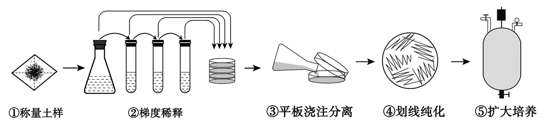 ①称量土样
②梯度稀释
③平板浇注分离
④划线纯化
⑤扩大培养